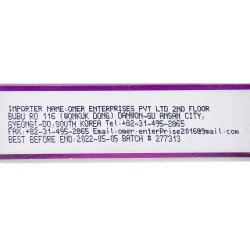 IMPORTER NAME:OMER ENTERPRISES PVT LTD 2ND FLOOR
BUBU RO 116 (WONKUK DONG) DANWON-GU ANSAN CITY,
GYEONGI-DO,SOUTH KOREA TEL:+82-31-495-2865
FAX:+82-31-495-2865 Email:omer-enterPrise2016@gmail.com
BEST BEFORE END:2022-05-05 BATCH # 277313